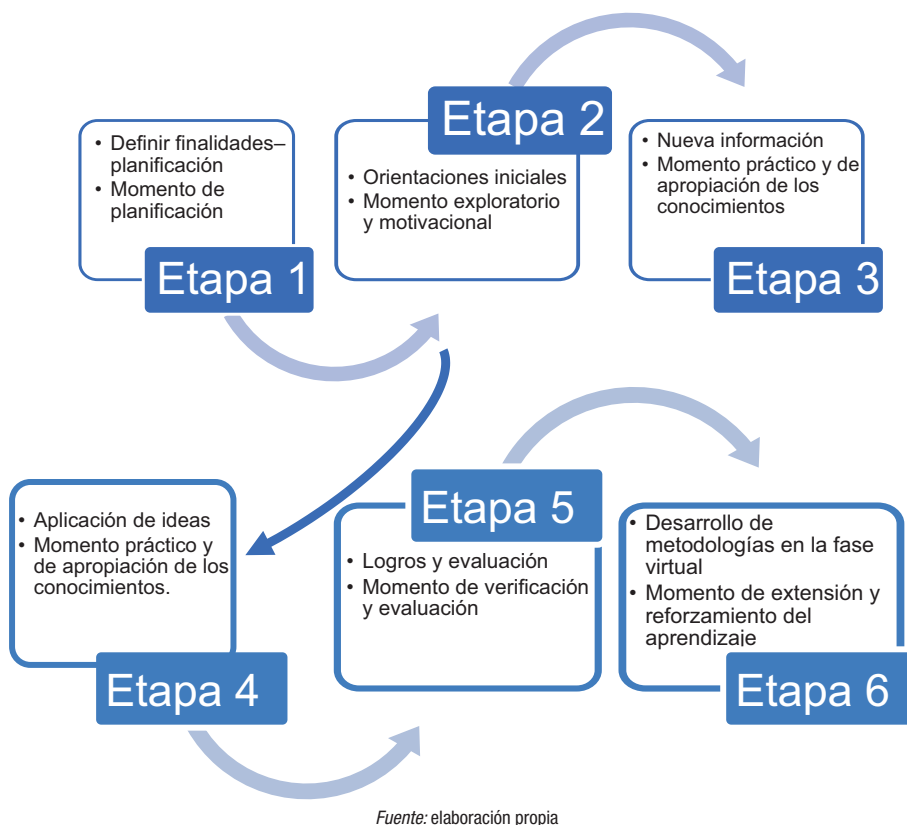 Etapa 1
• Definir finalidades–
planificación
• Momento de
planificación
Etapa 2
• Orientaciones iniciales
• Momento exploratorio
y motivacional
Etapa 3
• Nueva información
• Momento práctico y de
apropiación de los
conocimientos
Etapa 4
• Aplicación de ideas
• Momento práctico y
de apropiación de los
conocimientos.
Etapa 5
• Logros y evaluación
• Momento de verificación
y evaluación
Etapa 6
• Desarrollo de
metodologías en la fase
virtual
• Momento de extensión y
reforzamiento del
aprendizaje
Fuente: elaboración propia